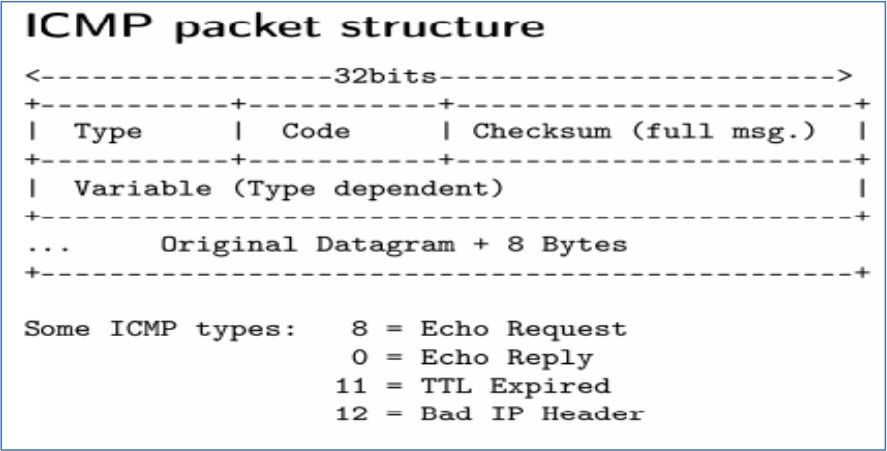 ICMP packet structure
<-----------------32bits----------------------->
+-----------+-----------+-----------------------+
|  Type     |  Code     | Checksum (full msg.)  |
+-----------+-----------+-----------------------+
|  Variable (Type dependent)                    |
+-----------------------------------------------+
...     Original Datagram + 8 Bytes
+-----------------------------------------------+
Some ICMP types:   8 = Echo Request
0 = Echo Reply
11 = TTL Expired
12 = Bad IP Header